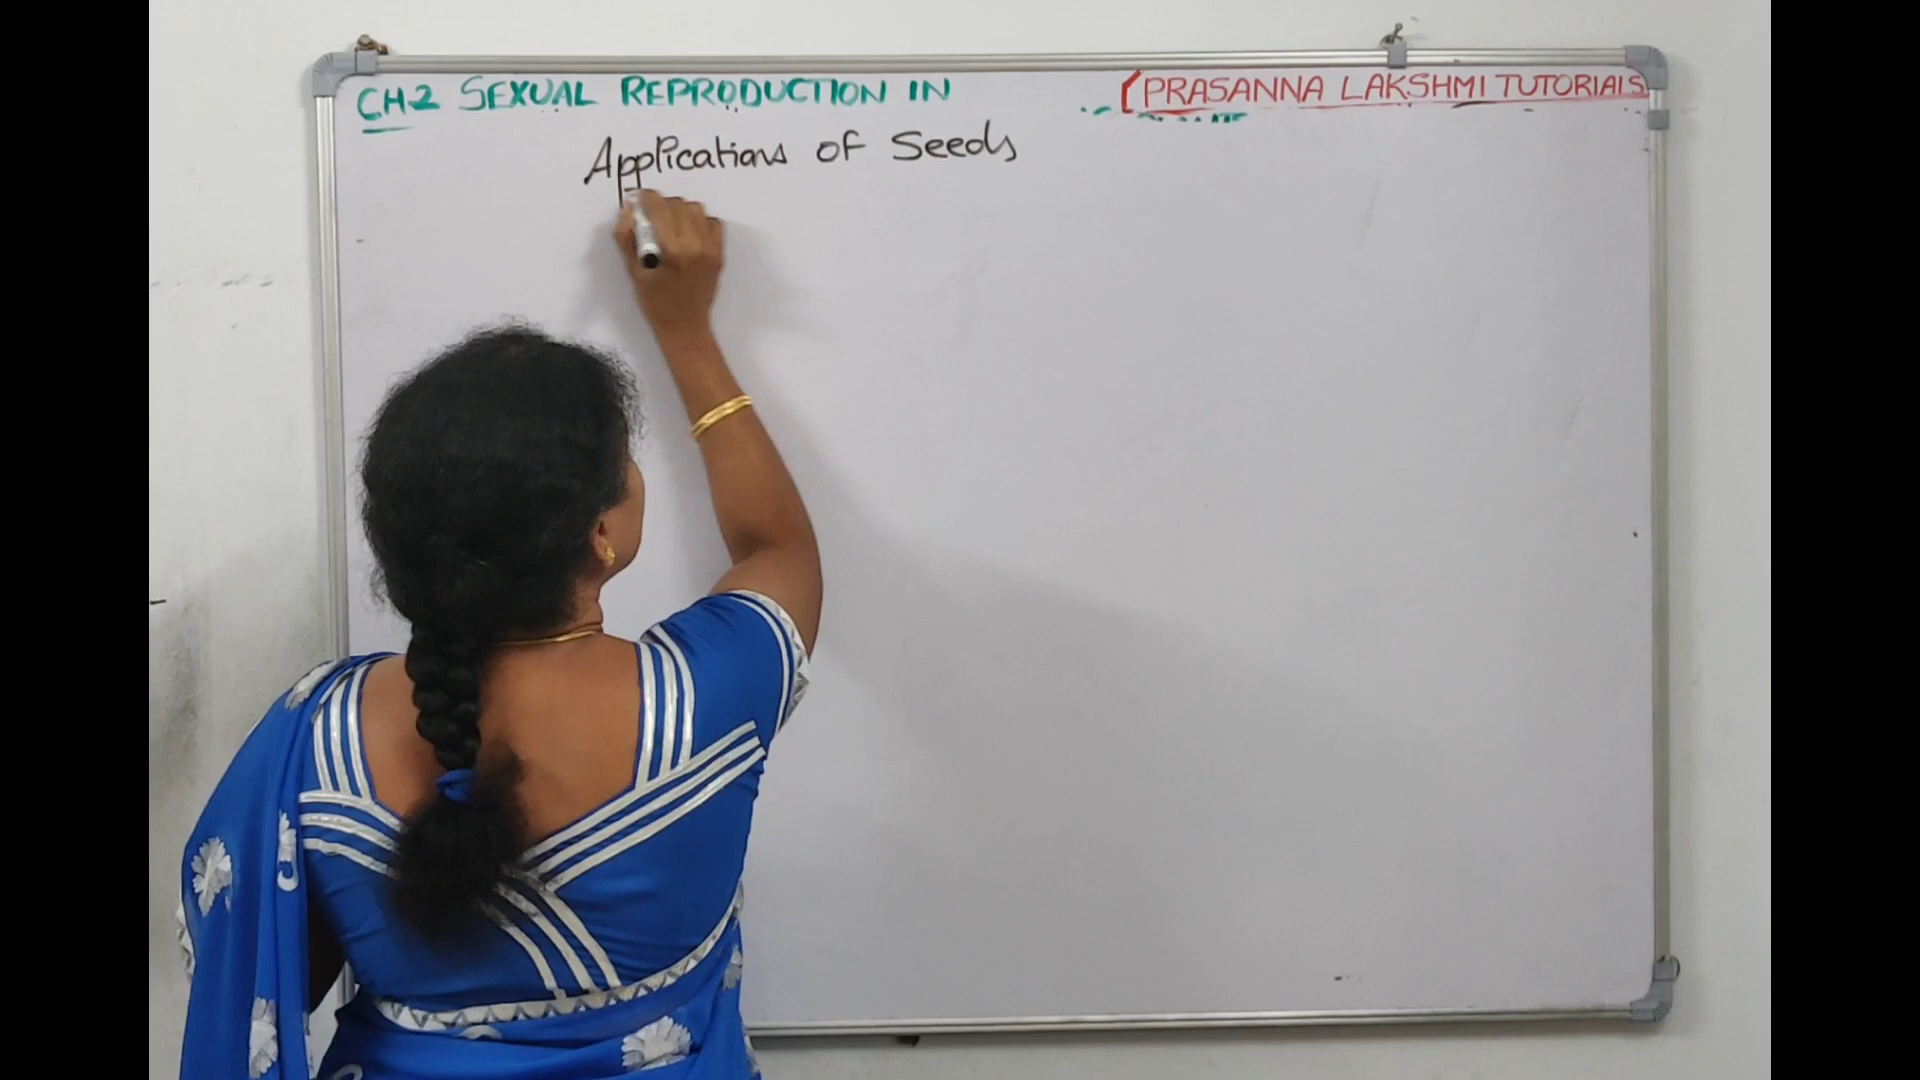 CH2 SEXUAL REPRODUCTION IN
(PRASANNA LAKSHMI TUTORIALS
Applications of Seeds